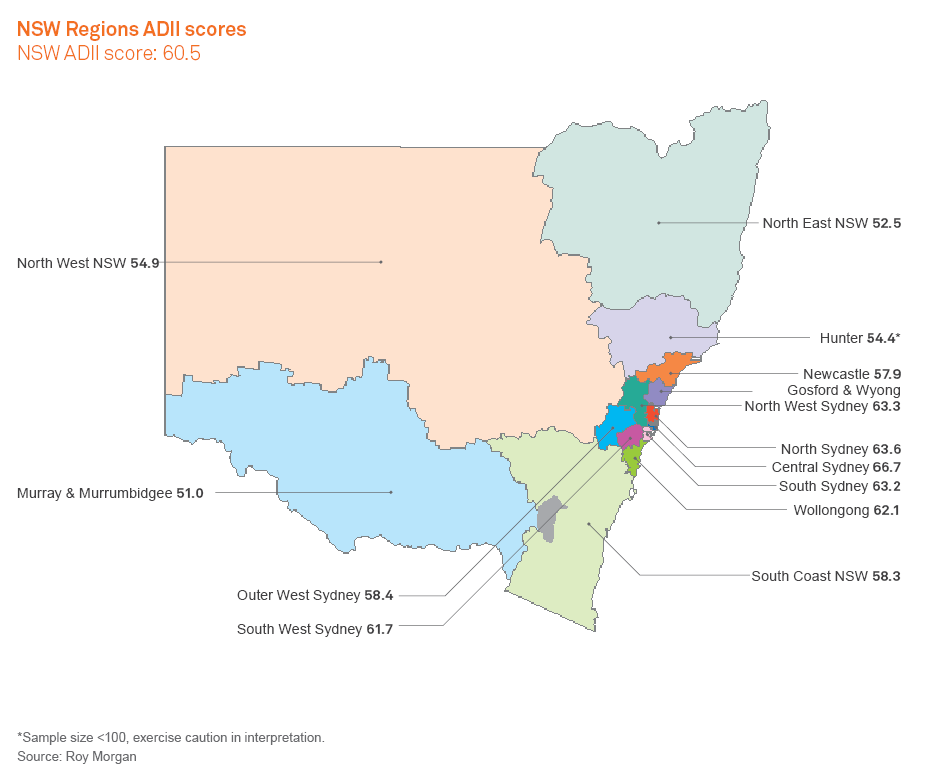 NSW Regions ADII scores
NSW ADII score: 60.5
North East NSW 52.5
North West NSW 54.9
Hunter 54.4*
Newcastle 57.9
Gosford & Wyong
North West Sydney 63.3
North Sydney 63.6
Central Sydney 66.7
South Sydney 63.2
Murray & Murrumbidgee 51.0
Wollongong 62.1
South Coast NSW 58.3
Outer West Sydney 58.4
South West Sydney 61.7
*Sample size <100, exercise caution in interpretation.
Source: Roy Morgan